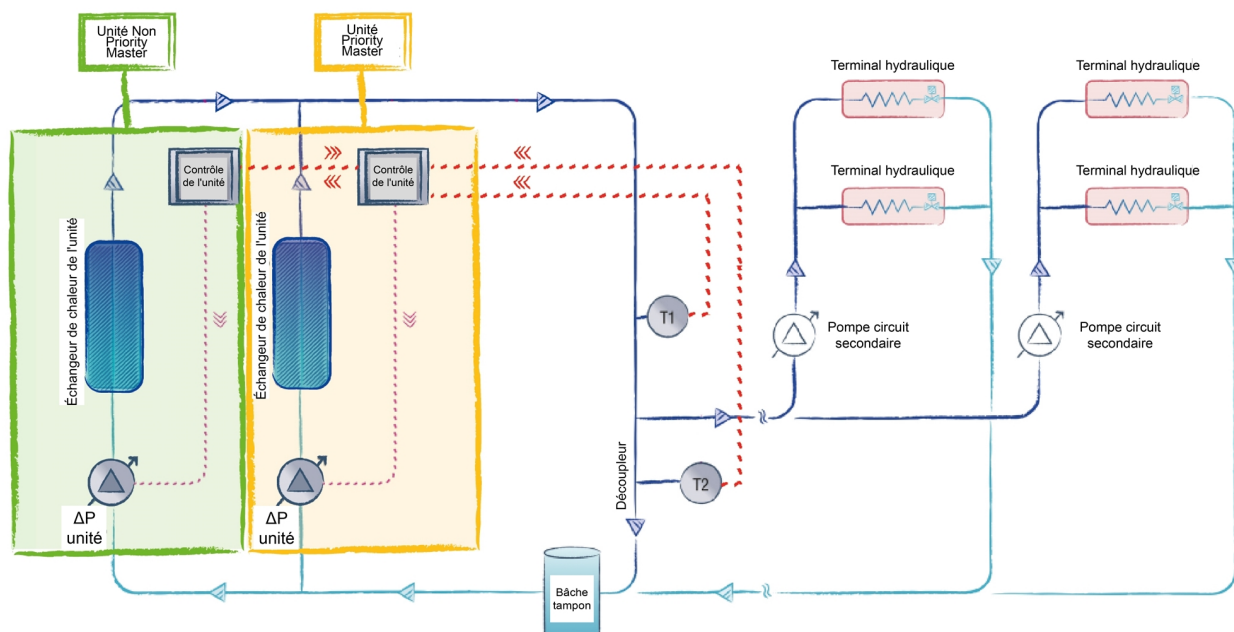 Unité Non
Priority
Master
Unité
Priority
Master
Contrôle
de l'unité
Contrôle
de l'unité
Échangeur de chaleur de l'unité
Échangeur de chaleur de l'unité
ΔP
unité
ΔP
unité
T1
T2
Découpleur
Bâche
tampon
Terminal hydraulique
Terminal hydraulique
Terminal hydraulique
Terminal hydraulique
Pompe circuit
secondaire
Pompe circuit
secondaire